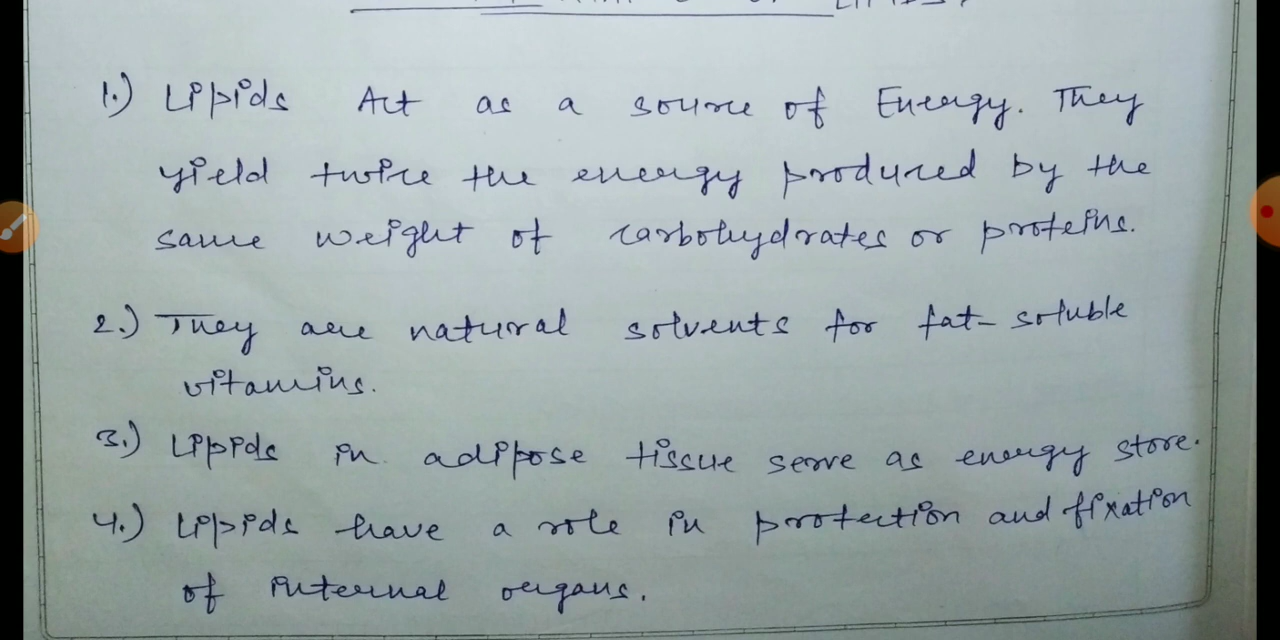 1.) Lipids Act as a source of Energy. They
yield twice the energy produced by the
same weight of carbohydrates or proteins.
2.) They are natural solvents for fat-soluble
vitamins.
3.) Lipids in adipose tissue serve as energy store.
4.) Lipids have a role in protection and fixation
of internal organs.